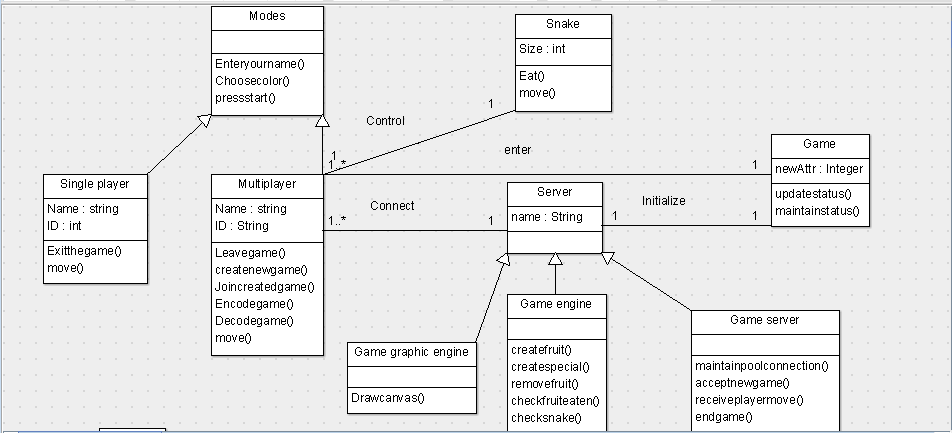 Modes
Enteryourname()
Choosecolor()
pressstart()
Snake
Size : int
Eat()
move()
Control
1
1
enter
1..*
1
Game
newAttr : Integer
updatestatus()
maintainstatus()
Single player
Name : string
ID : int
Exitthegame()
move()
Multiplayer
Name : string
ID : String
Leavegame()
createnewgame()
Joincreatedgame()
Encodegame()
Decodegame()
move()
Connect
1..*
1
Server
name : String
Initialize
1
1
Game graphic engine
Drawcanvas()
Game engine
createfruit()
createspecial()
removefruit()
checkfruiteaten()
checksnake()
Game server
maintainpoolconnection()
acceptnewgame()
receiveplayermove()
endgame()